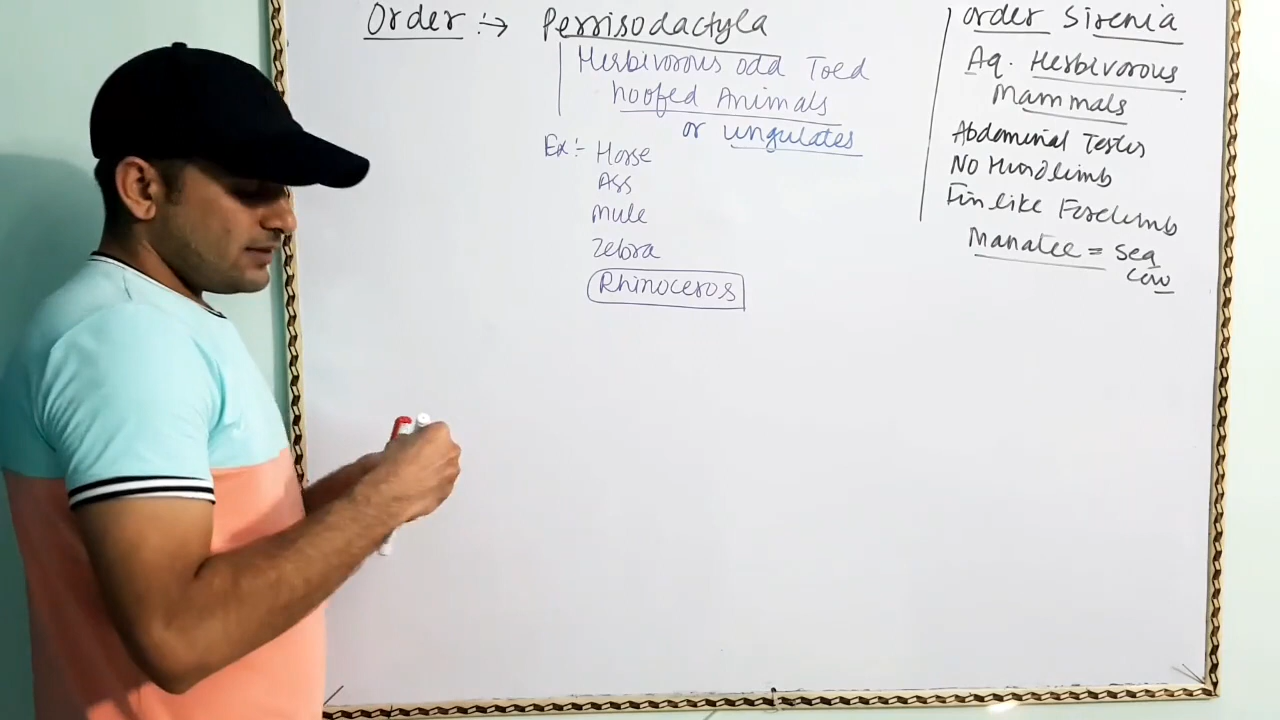 Order :→ Perrisodactyla
Herbivorous odd Toed
hoofed Animals
or ungulates
Ex :- Horse
Ass
Mule
Zebra
Rhinoceros
order Sirenia
Aq. Herbivorous
Mammals
Abdominal Testes
No Hindlimb
Fin like Forelimb
Manatee = Sea
Cow